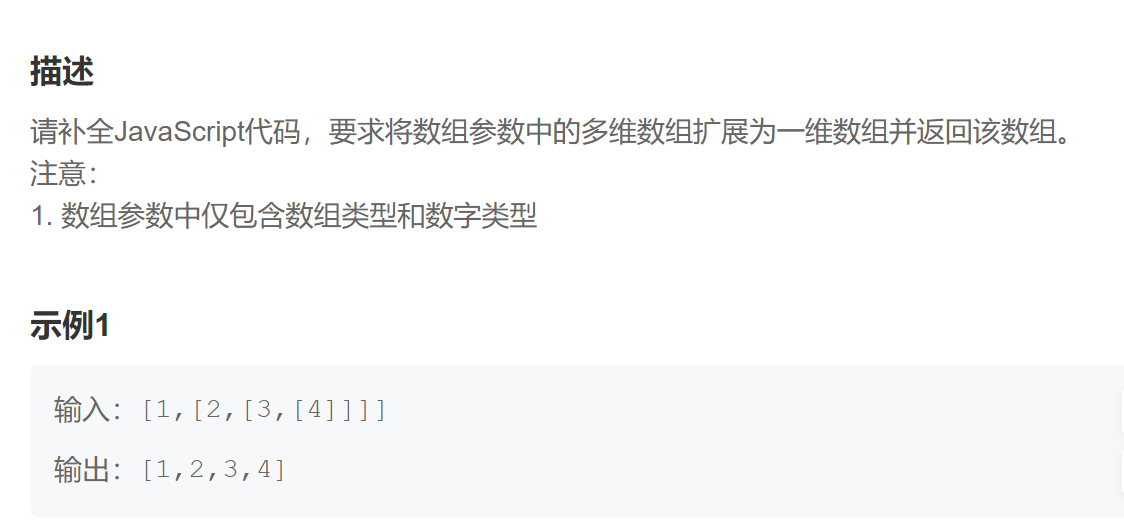 描述
请补全JavaScript代码，要求将数组参数中的多维数组扩展为一维数组并返回该数组。
注意：
1. 数组参数中仅包含数组类型和数字类型
示例1
输入：[1,[2,[3,[4]]]]
输出：[1,2,3,4]